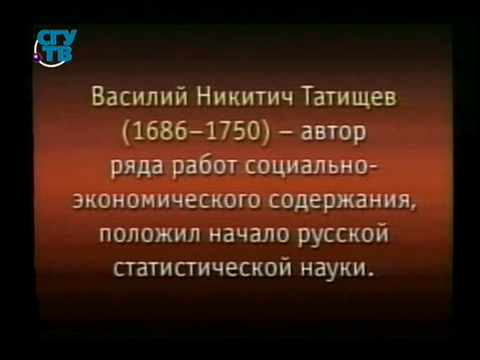 СГУ
ТВ
Василий Никитич Татищев
(1686–1750) – автор
ряда работ социально-
экономического содержания,
положил начало русской
статистической науки.